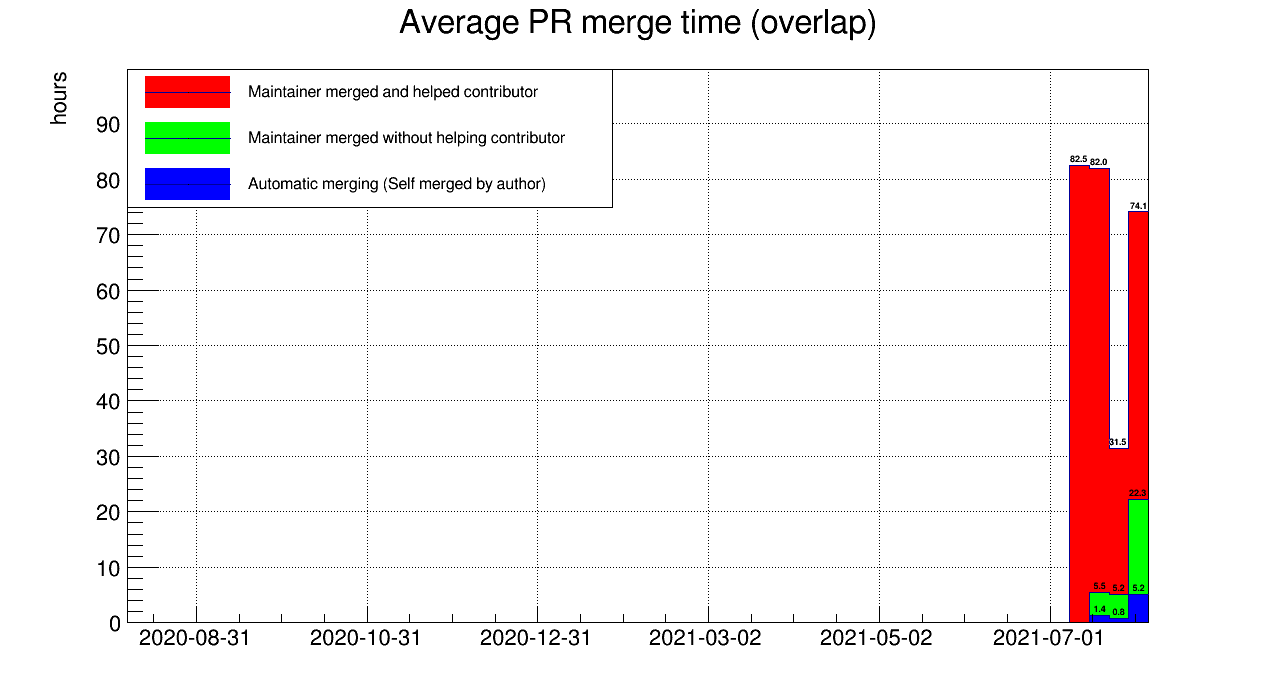 Average PR merge time (overlap)
hours
Maintainer merged and helped contributor
Maintainer merged without helping contributor
Automatic merging (Self merged by author)
90
80
70
60
50
40
30
20
10
0
82.5 82.0
74.1
31.5
22.3
5.5 5.2 5.2
1.4 0.8
2020-08-31 2020-10-31 2020-12-31 2021-03-02 2021-05-02 2021-07-01